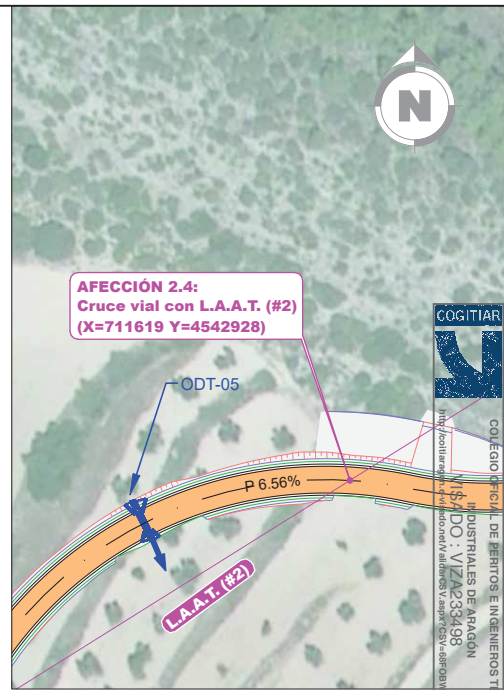 N
AFECCIÓN 2.4:
Cruce vial con L.A.A.T. (#2)
(X=711619 Y=4542928)
COGITIAR
ODT-05
P 6.56%
L.A.A.T. (#2)
COLEGIO OFICIAL DE PERITOS E INGENIEROS T
INDUSTRIALES DE ARAGÓN
VISADO : VIZA233498